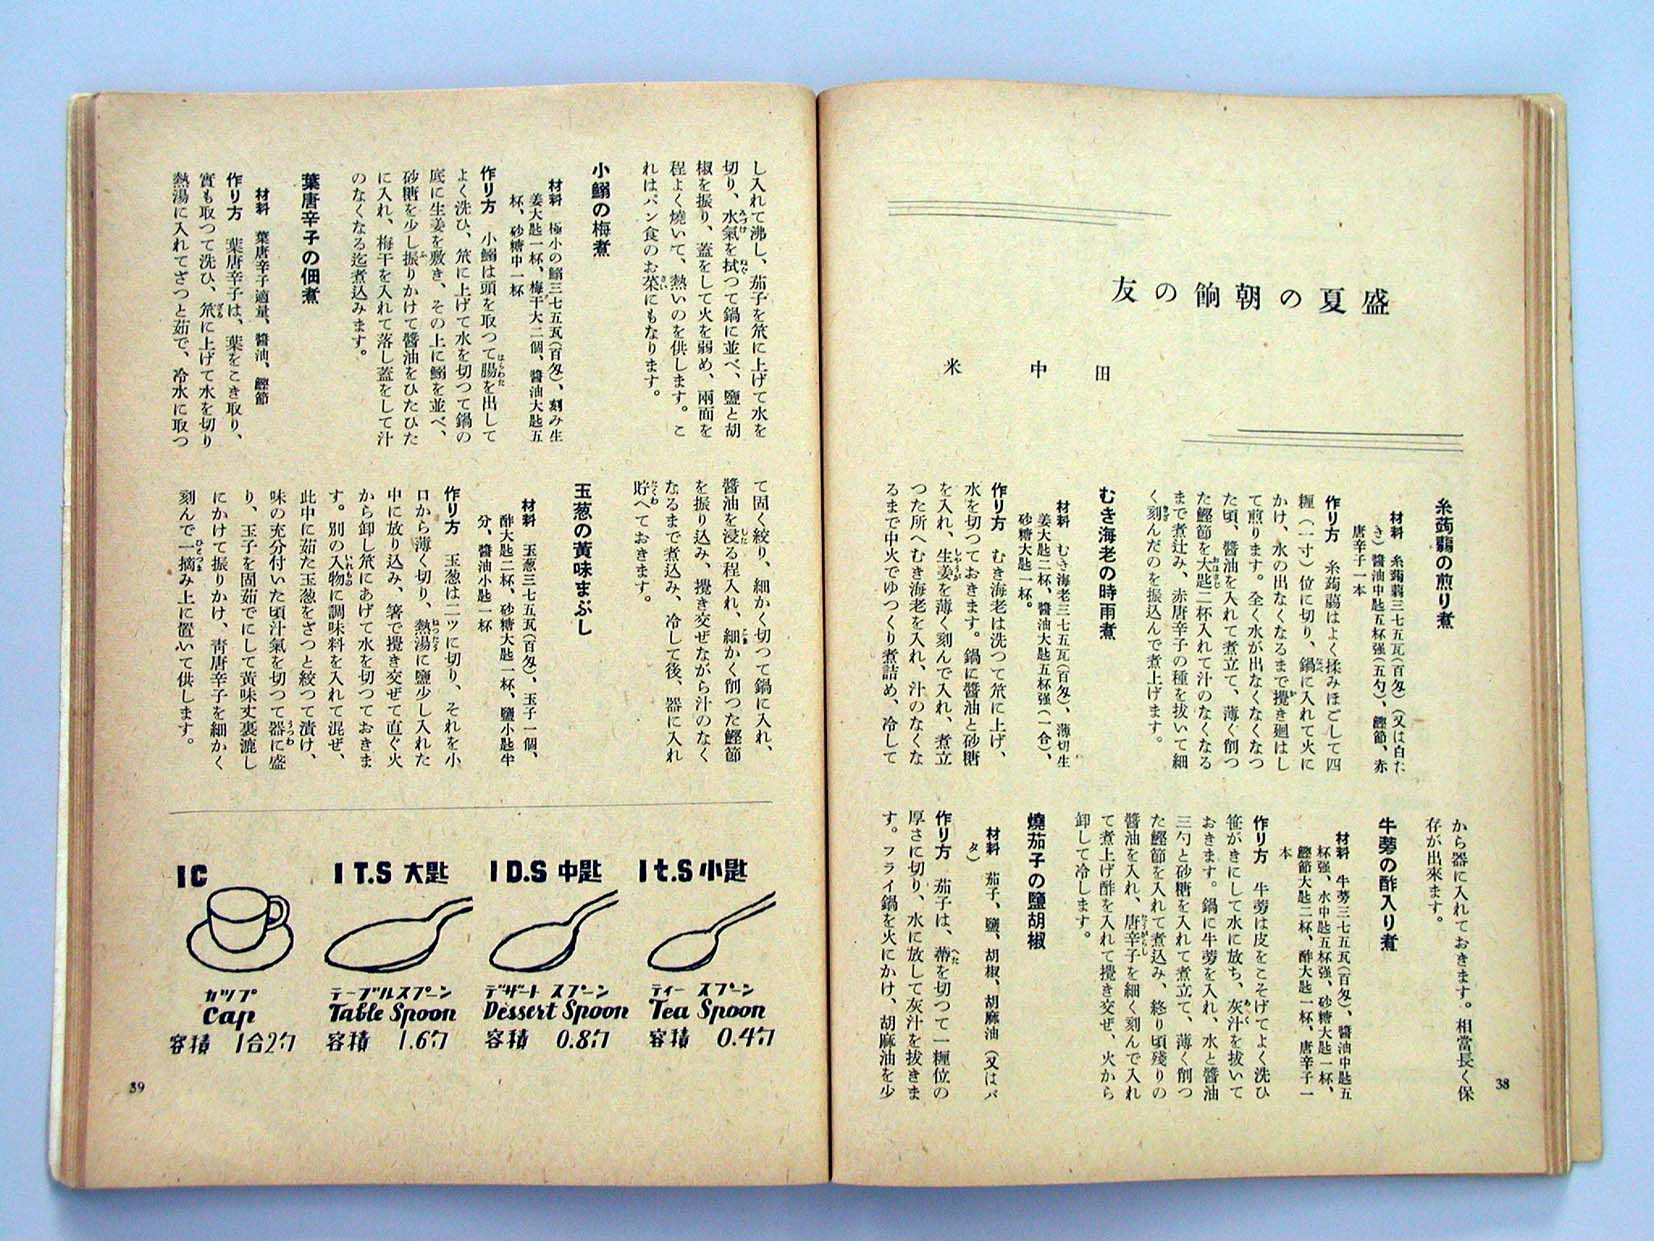 盛夏の朝餉の友
田中米
糸蒟蒻の煎り煮
材料 糸蒟蒻三七五瓦(百匁)(又は白た
き)醬油中匙五杯强(五勺)、鰹節、赤
唐辛子一本
作り方 糸蒟蒻はよく揉みほごして四
糎(一寸)位に切り、鍋に入れて火に
かけ、水の出なくなるまで攪き廻はし
て煎ります。全く水が出なくなくなつ
た頃、醬油を入れて煮立て、薄く削つ
た鰹節を大匙二杯入れて汁のなくなる
まで煮込み、赤唐辛子の種を拔いて細
く刻んだのを振込んで煮上げます。
むき海老の時雨煮
材料 むき海老三七五瓦(百匁)、薄切生
姜大匙二杯、醬油大匙五杯强(一合)、
砂糖大匙一杯。
作り方 むき海老は洗つて笊に上げ、
水を切つておきます。鍋に醬油と砂糖
を入れ、生姜を薄く刻んで入れ、煮立
つた所へむき海老を入れ、汁のなくな
るまで中火でゆつくり煮詰め、冷して
から器に入れておきます。相當長く保
存が出來ます。
牛蒡の酢入り煮
材料 牛蒡三七五瓦(百匁)、醬油中匙五
杯强、水中匙五杯强、砂糖大匙一杯、
鰹節大匙二杯、酢大匙一杯、唐辛子一
本
作り方 牛蒡は皮をこそげてよく洗ひ
笹がきにして水に放ち、灰汁を拔いて
おきます。鍋に牛蒡を入れ、水と醬油
三勺と砂糖を入れて煮立て、薄く削つ
た鰹節を入れて煮込み、終り頃殘りの
醬油を入れ、唐辛子を細く刻んで入れ
て煮上げ酢を入れて攪き交ぜ、火から
卸して冷します。
燒茄子の鹽胡椒
材料 茄子、鹽、胡椒、胡麻油(又はバ
タ)
作り方 茄子は、蔕を切つて一糎位の
厚さに切り、水に放して灰汁を拔きま
す。フライ鍋を火にかけ、胡麻油を少
38
し入れて沸し、茄子を笊に上げて水を
切り、水氣を拭つて鍋に並べ、鹽と胡
椒を振り、蓋をして火を弱め、兩面を
程よく燒いて、熱いのを供します。こ
れはパン食のお菜にもなります。
小鰯の梅煮
材料 極小の鰯三七五瓦(百匁)、刻み生
姜大匙一杯、梅干大二個、醬油大匙五
杯、砂糖中一杯
作り方 小鰯は頭を取つて腸を出して
よく洗ひ、笊に上げて水を切つて鍋の
底に生姜を敷き、その上に鰯を並べ、
砂糖を少し振りかけて醬油をひたひた
に入れ、梅干を入れて落し蓋をして汁
のなくなる迄煮込みます。
葉唐辛子の佃煮
材料 葉唐辛子適量、醬油、鰹節
作り方 葉唐辛子は、葉をこき取り、
實も取つて洗ひ、笊に上げて水を切り
熱湯に入れてざつと茹で、冷水に取つ
て固く絞り、細かく切つて鍋に入れ、
醬油を浸る程入れ、細かく削つた鰹節
を振り込み、攪き交ぜながら汁のなく
なるまで煮込み、冷して後、器に入れ
貯へておきます。
玉葱の黃味まぶし
材料 玉葱三七五瓦(百匁)、玉子一個、
酢大匙二杯、砂糖大匙一杯、鹽小匙半
分、醬油小匙一杯
作り方 玉葱は二ツに切り、それを小
口から薄く切り、熱湯に鹽少し入れた
中に放り込み、箸で攪き交ぜて直ぐ火
から卸し笊にあげて水を切つておきま
す。別の入物に調味料を入れて混ぜ、
此中に茹た玉葱をざつと絞つて漬け、
味の充分付いた頃汁氣を切つて器に盛
り、玉子を固茹でにして黃味丈裏漉し
にかけて振りかけ、靑唐辛子を細かく
刻んで一摘み上に置いて供します。
1t.S小匙
ティースプーン
Tea Spoon
容積 0.4勺
1D.S中匙
デザートスプーン
Dessert Spoon
容積 0.8勺
1T.S大匙
テーブルスプーン
Table Spoon
容積 1.6勺
1C
カツプ
Cap
容積 1合2勺
39